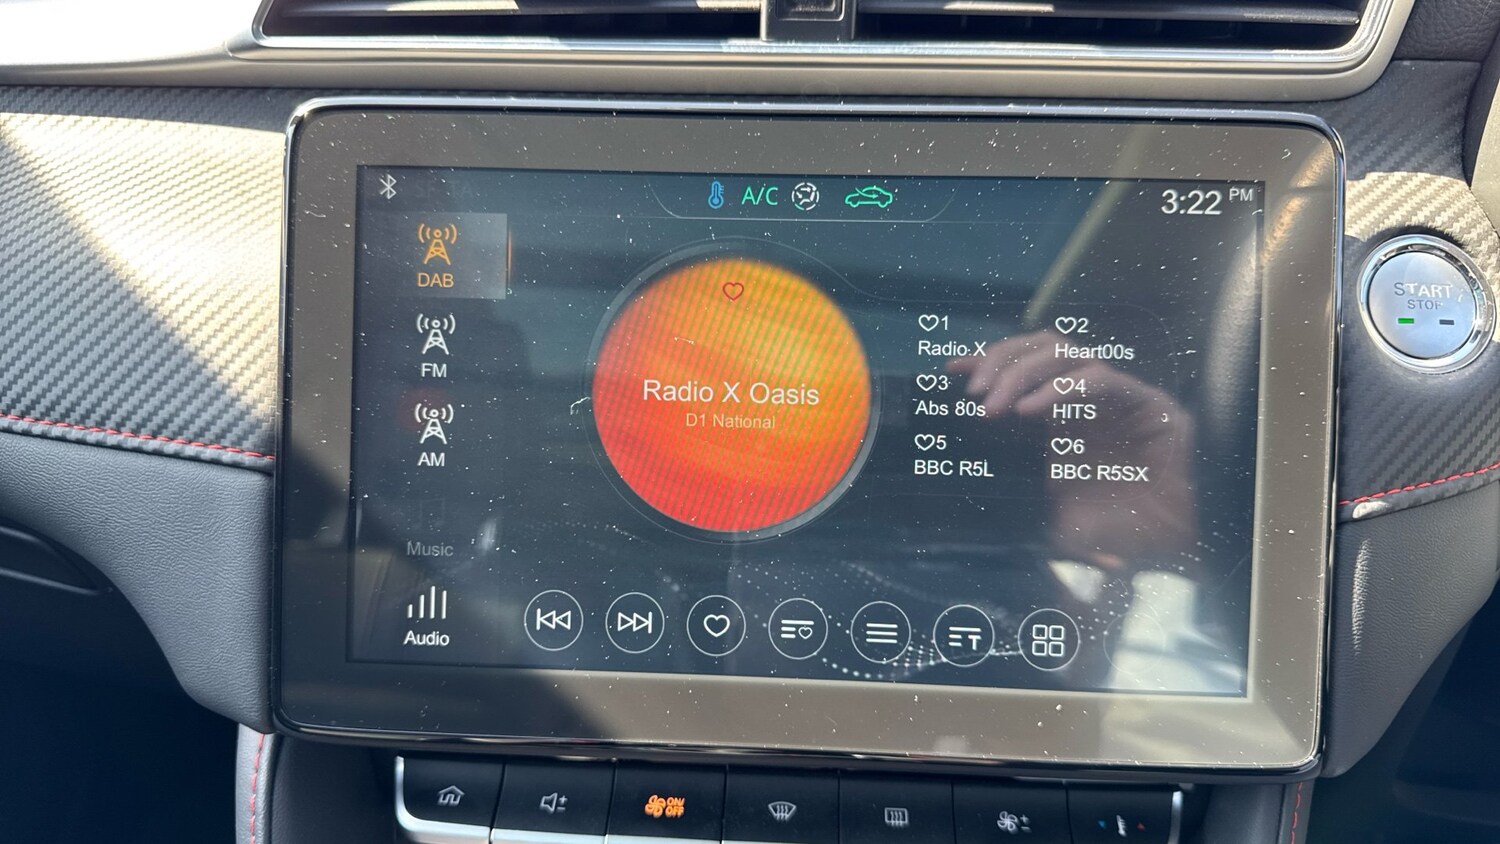 A/C
3:22 PM
DAB
FM
AM
Music
Audio
Radio X Oasis
D1 National
1
Radio X
2
Heart00s
3
Abs 80s
4
HITS
5
BBC R5L
6
BBC R5SX
T
START
STOP
ON/
OFF